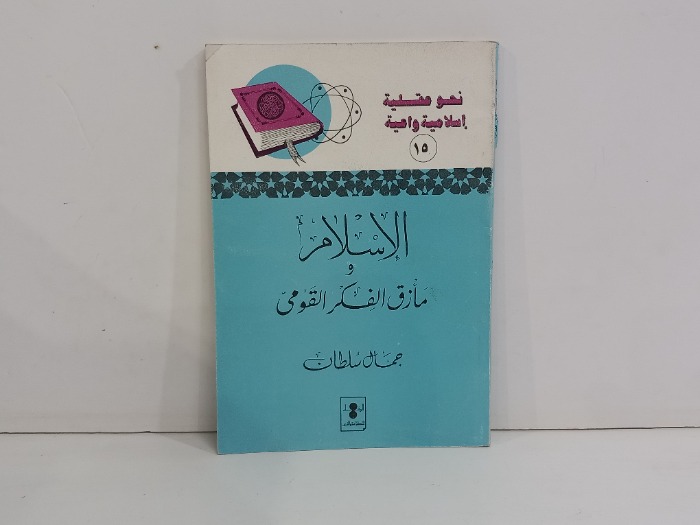 نحو عقلية
إسلامية واعية
١٥
الإسلام
و
مأزق الفكر القومي
جمال سلطان